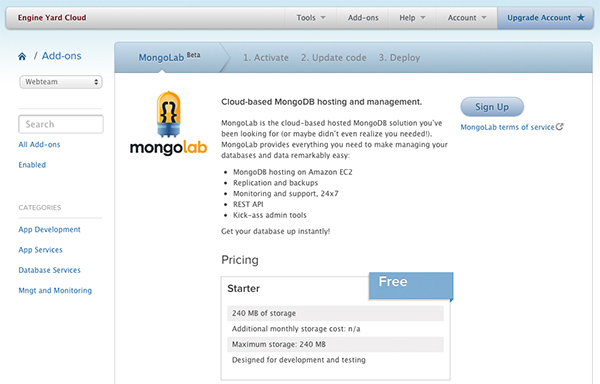 Engine Yard Cloud
Tools
Add-ons
Help
Account
Upgrade Account
/ Add-ons
Webteam
Search
All Add-ons
Enabled
CATEGORIES
App Development
App Services
Database Services
Mngt and Monitoring
MongoLab Beta
1. Activate
2. Update code
3. Deploy
mongolab
Cloud-based MongoDB hosting and management.
MongoLab is the cloud-based hosted MongoDB solution you've
been looking for (or maybe didn't even realize you needed!).
MongoLab provides everything you need to make managing your
databases and data remarkably easy:
• MongoDB hosting on Amazon EC2
• Replication and backups
• Monitoring and support, 24x7
• REST API
• Kick-ass admin tools
Get your database up instantly!
Sign Up
MongoLab terms of service
Pricing
Starter
Free
240 MB of storage
Additional monthly storage cost: n/a
Maximum storage: 240 MB
Designed for development and testing